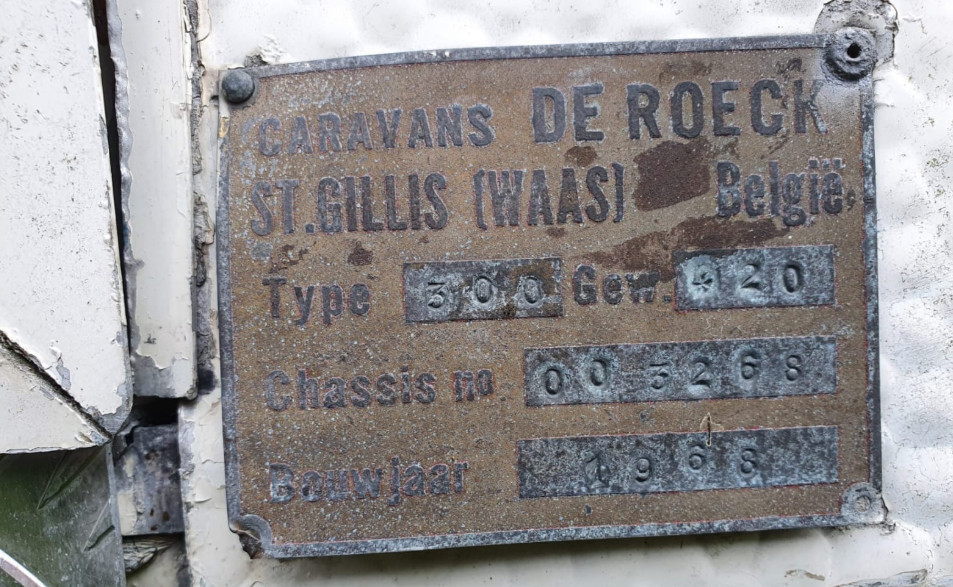 CARAVANS DE ROECK
ST.GILLIS (WAAS) België.
Type 300 Gew. 420
Chassis no 003268
Bouwjaar 1968